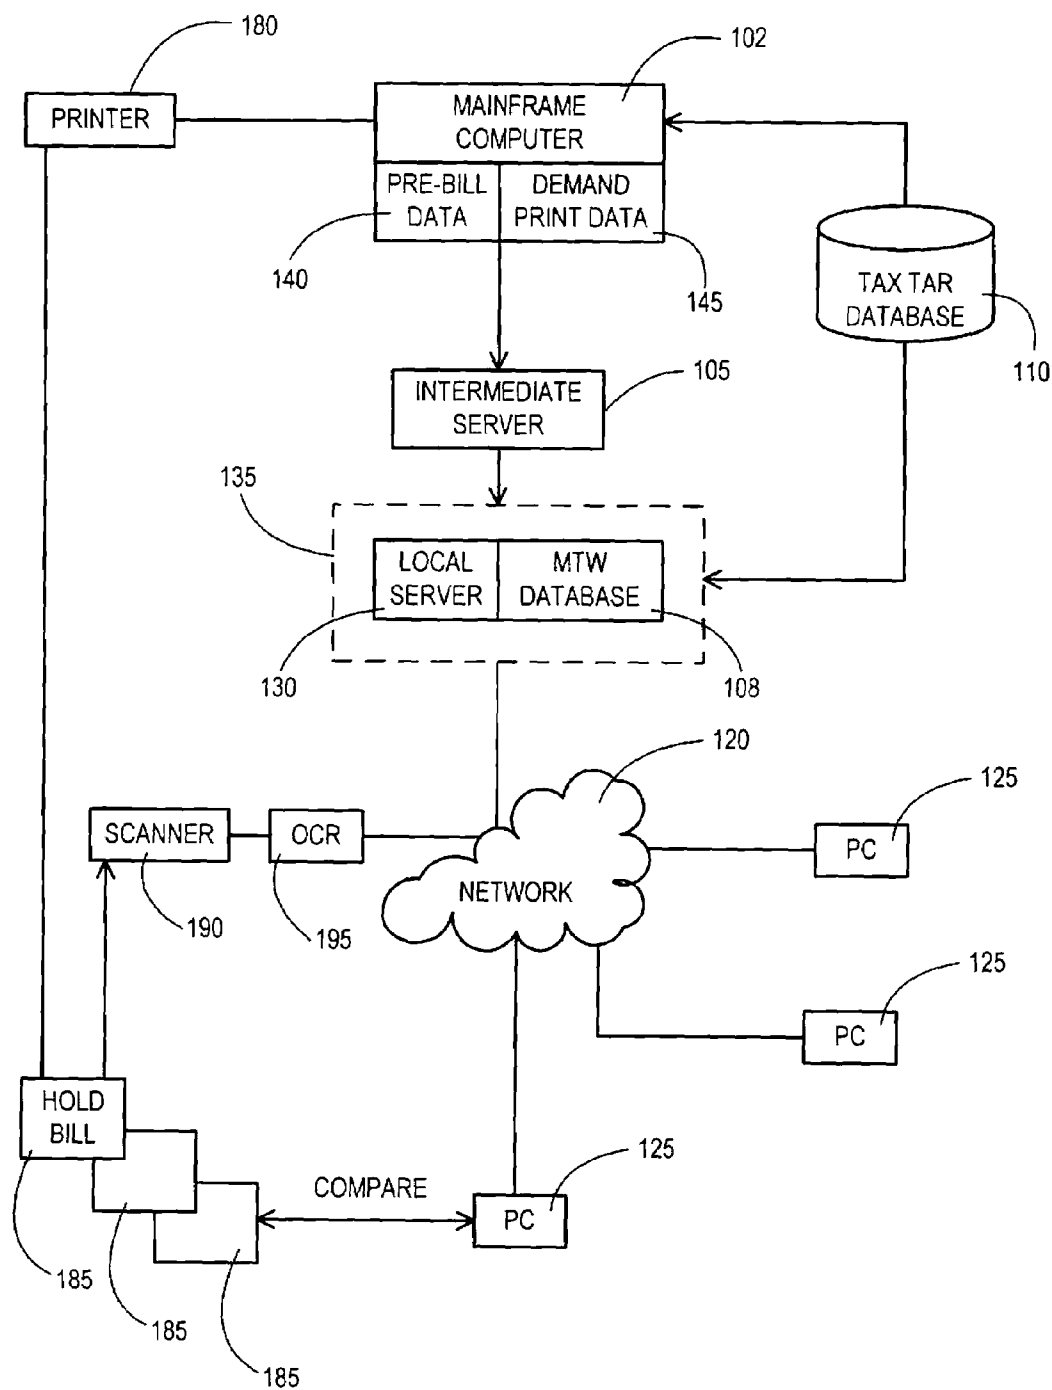 180
102
PRINTER
MAINFRAME
COMPUTER
PRE-BILL
DATA
DEMAND
PRINT DATA
140
145
TAX TAR
DATABASE
110
INTERMEDIATE
SERVER
105
135
LOCAL
SERVER
MTW
DATABASE
130
108
120
125
SCANNER
OCR
PC
NETWORK
190
195
125
PC
HOLD
BILL
125
COMPARE
PC
185
185
185